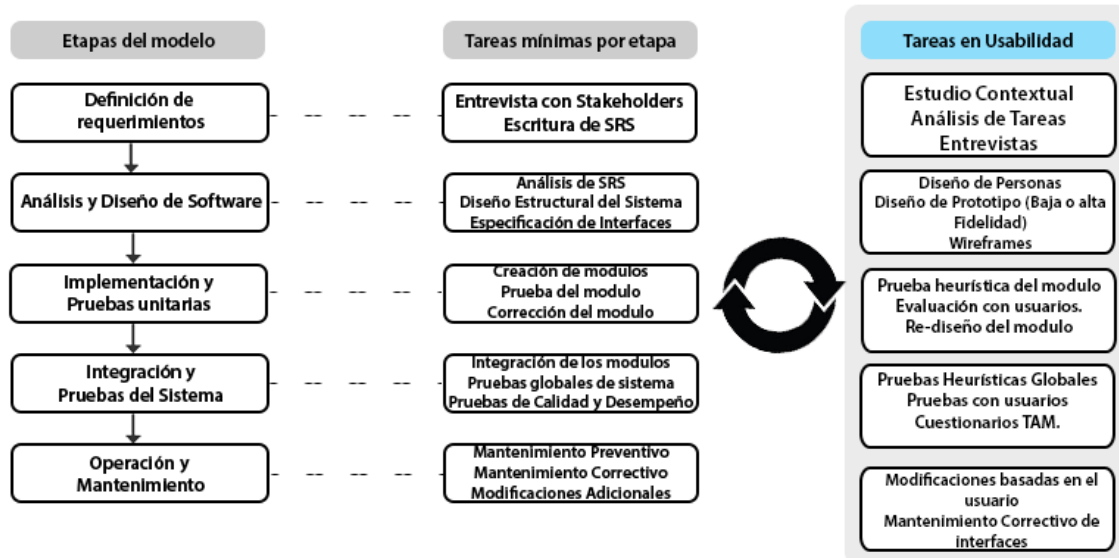 Etapas del modelo
Tareas mínimas por etapa
Tareas en Usabilidad
Definición de
requerimientos
Entrevista con Stakeholders
Escritura de SRS
Estudio Contextual
Análisis de Tareas
Entrevistas
Análisis y Diseño de Software
Análisis de SRS
Diseño Estructural del Sistema
Especificación de Interfaces
Diseño de Personas
Diseño de Prototipo (Baja o alta
Fidelidad)
Wireframes
Implementación y
Pruebas unitarias
Creación de modulos
Prueba del modulo
Corrección del modulo
Prueba heurística del modulo
Evaluación con usuarios.
Re-diseño del modulo
Integración y
Pruebas del Sistema
Integración de los modulos
Pruebas globales de sistema
Pruebas de Calidad y Desempeño
Pruebas Heurísticas Globales
Pruebas con usuarios
Cuestionarios TAM.
Operación y
Mantenimiento
Mantenimiento Preventivo
Mantenimiento Correctivo
Modificaciones Adicionales
Modificaciones basadas en el
usuario
Mantenimiento Correctivo de
interfaces